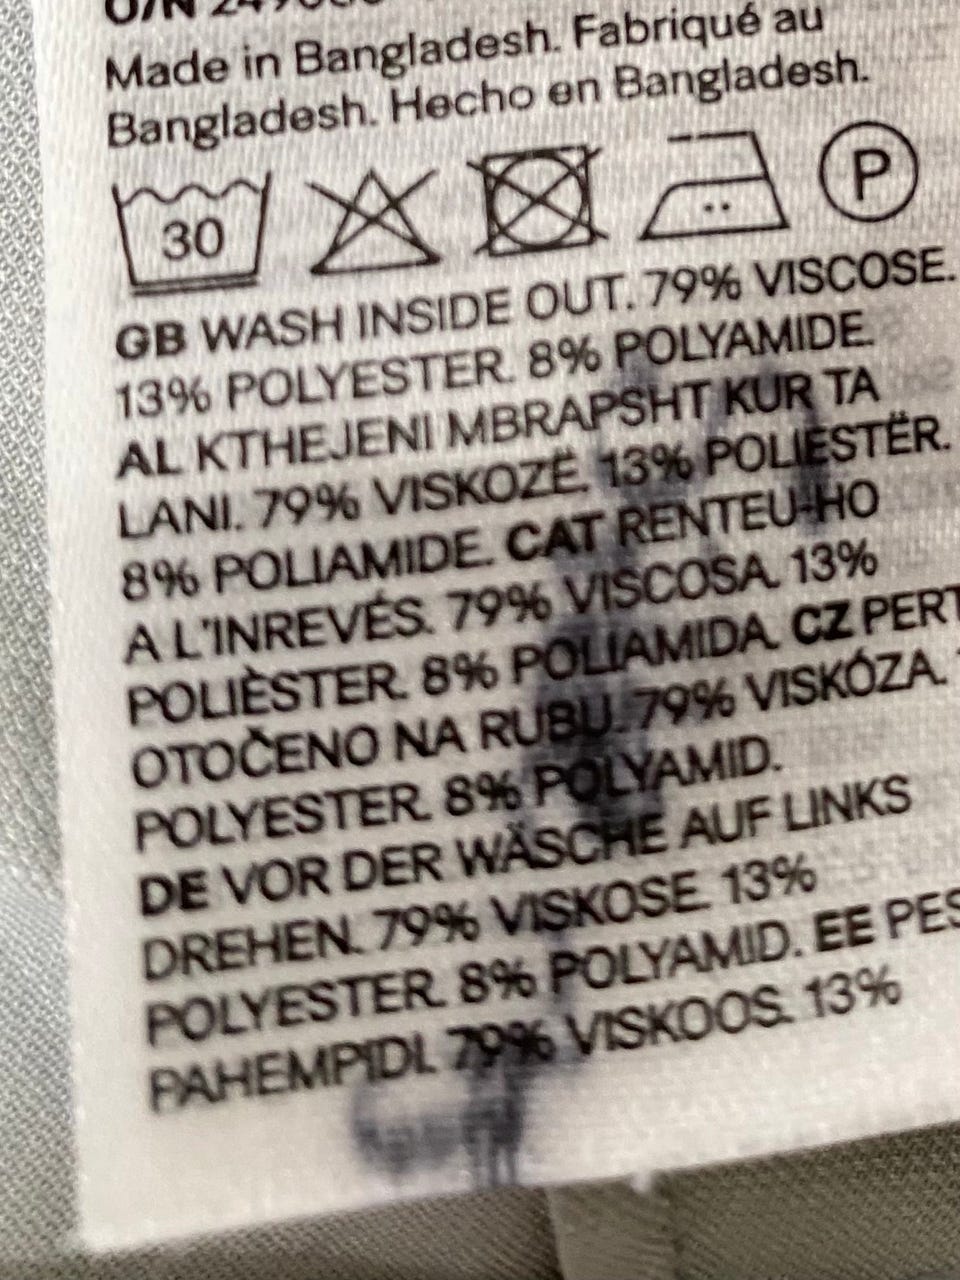 O/N
Made in Bangladesh. Fabriqué au
Bangladesh. Hecho en Bangladesh.
30 P
GB WASH INSIDE OUT. 79% VISCOSE.
13% POLYESTER. 8% POLYAMIDE.
AL KTHEJENI MBRAPSHT KUR TA
LANI. 79% VISKOZË. 13% POLIESTËR.
8% POLIAMIDE. CAT RENTEU-HO
A L'INREVÉS. 79% VISCOSA. 13%
POLIÈSTER. 8% POLIAMIDA. CZ PERT
OTOČENO NA RUBU. 79% VISKÓZA.
POLYESTER. 8% POLYAMID.
DE VOR DER WÄSCHE AUF LINKS
DREHEN. 79% VISKOSE. 13%
POLYESTER. 8% POLYAMID. EE PES
PAHEMPIDI. 79% VISKOOS. 13%